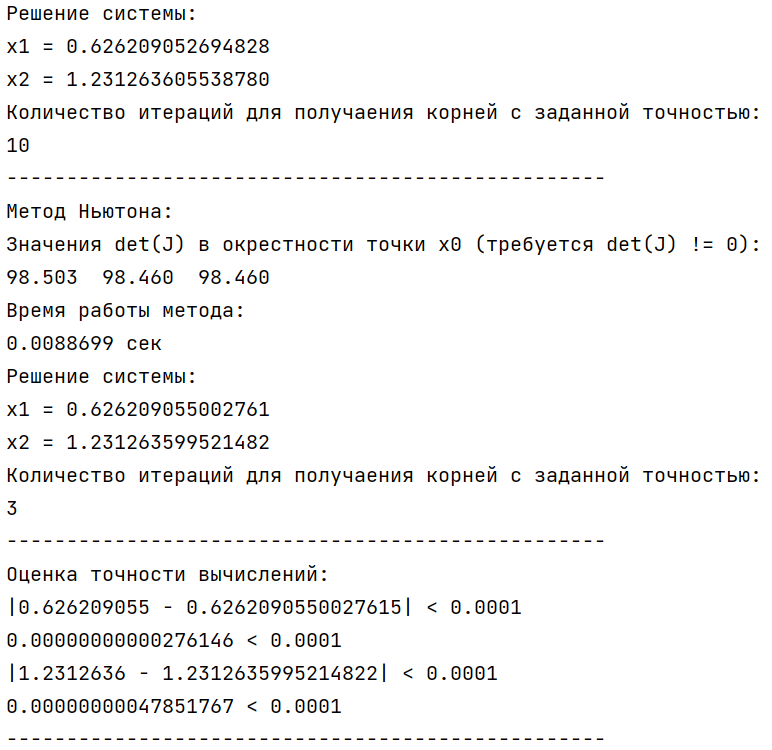 Решение системы:
x1 = 0.626209052694828
x2 = 1.231263605538780
Количество итераций для получаения корней с заданной точностью:
10
--------------------------------------------------
Метод Ньютона:
Значения det(J) в окрестности точки x0 (требуется det(J) != 0):
98.503  98.460  98.460
Время работы метода:
0.0088699 сек
Решение системы:
x1 = 0.626209055002761
x2 = 1.231263599521482
Количество итераций для получаения корней с заданной точностью:
3
--------------------------------------------------
Оценка точности вычислений:
|0.626209055 - 0.6262090550027615| < 0.0001
0.00000000000276146 < 0.0001
|1.2312636 - 1.2312635995214822| < 0.0001
0.00000000047851767 < 0.0001
--------------------------------------------------